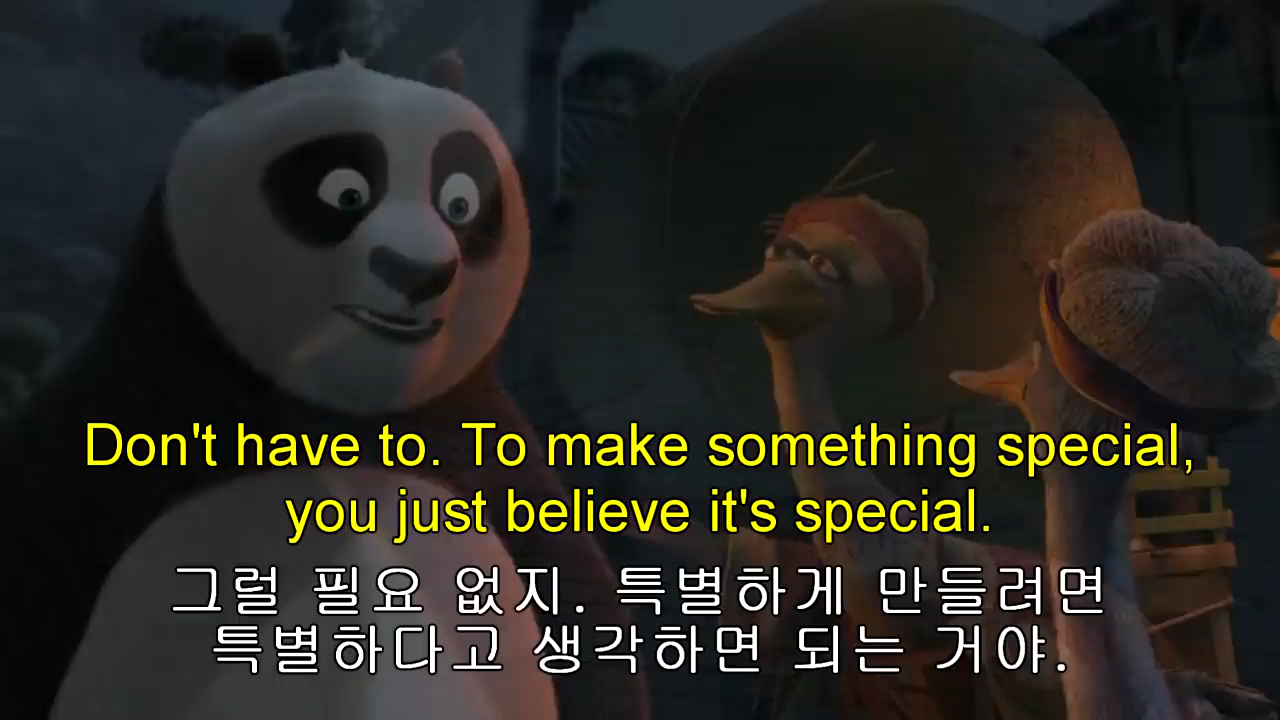 Don't have to. To make something special,
you just believe it's special.
그럴 필요 없지. 특별하게 만들려면
특별하다고 생각하면 되는 거야.